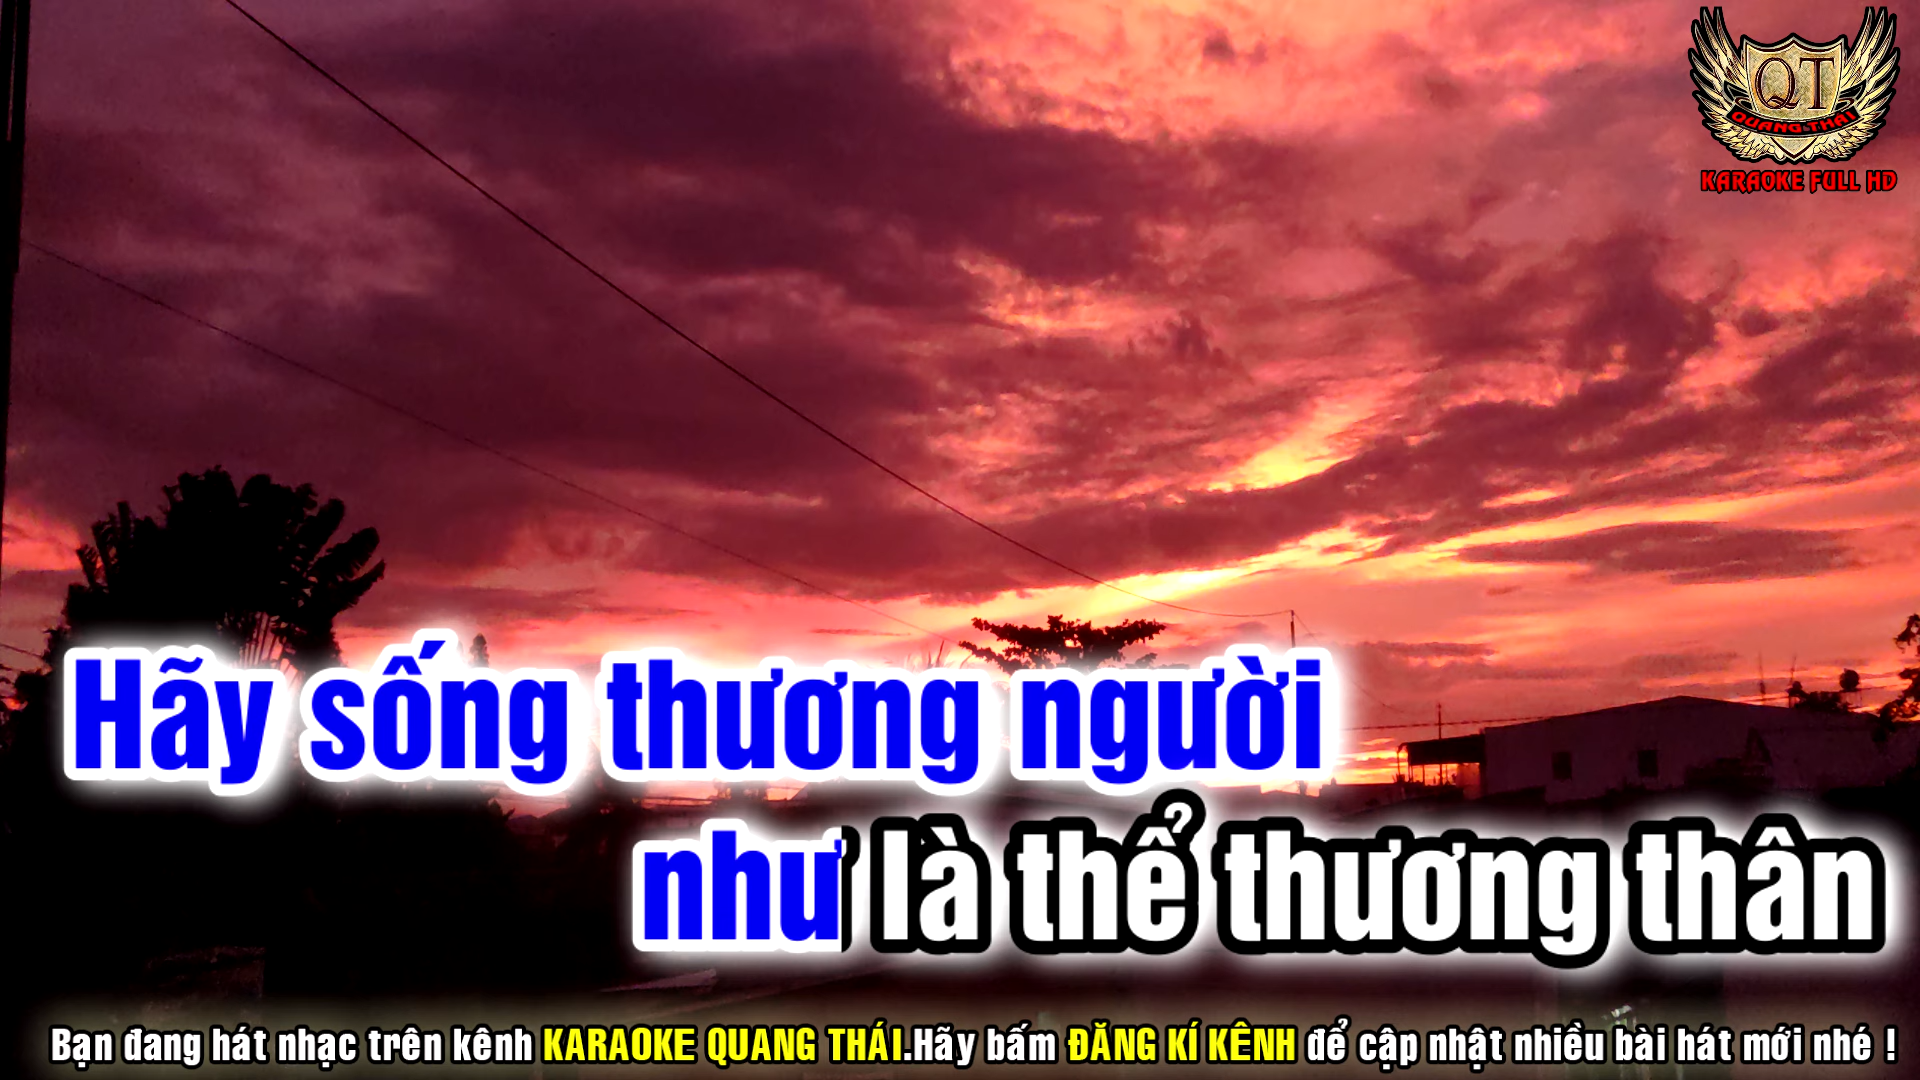 QT
QUANG THÁI
KARAOKE FULL HD
Hãy sống thương người
như là thể thương thân
Bạn đang hát nhạc trên kênh KARAOKE QUANG THÁI.Hãy bấm ĐĂNG KÍ KÊNH để cập nhật nhiều bài hát mới nhé !